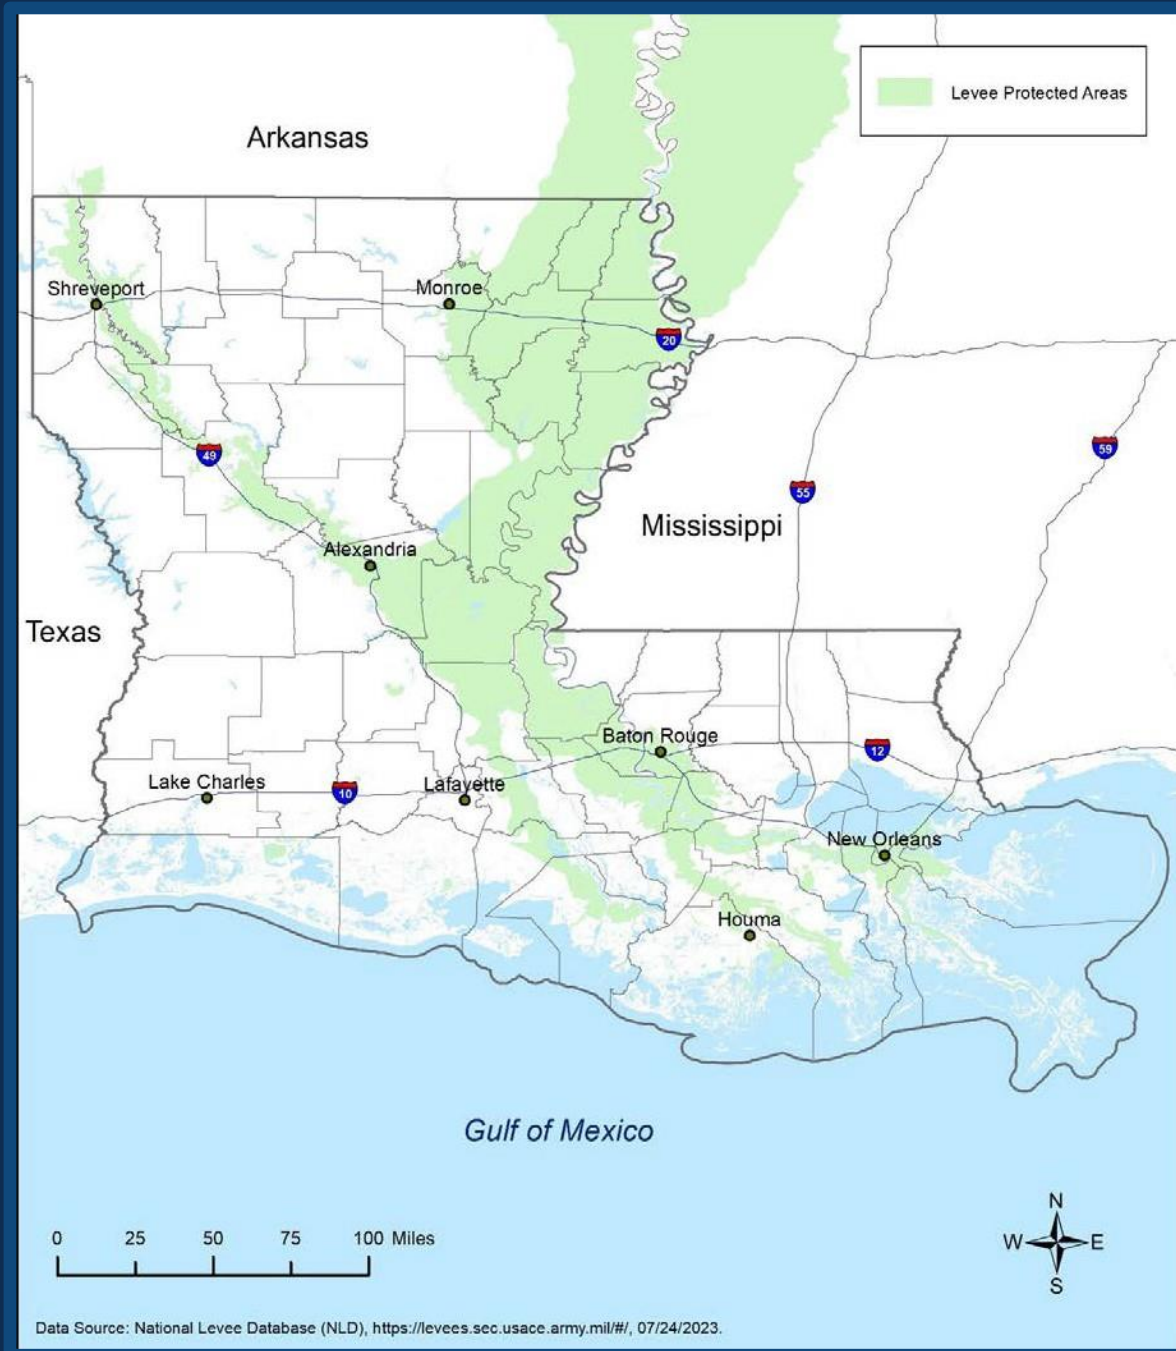 Levee Protected Areas
Arkansas
Shreveport
Monroe
20
49
59
55
Mississippi
Alexandria
Texas
Baton Rouge
12
Lake Charles
10
Lafayette
New Orleans
Houma
Gulf of Mexico
N
W E
S
0 25 50 75 100 Miles
Data Source: National Levee Database (NLD), https://levees.sec.usace.army.mil/#/, 07/24/2023.